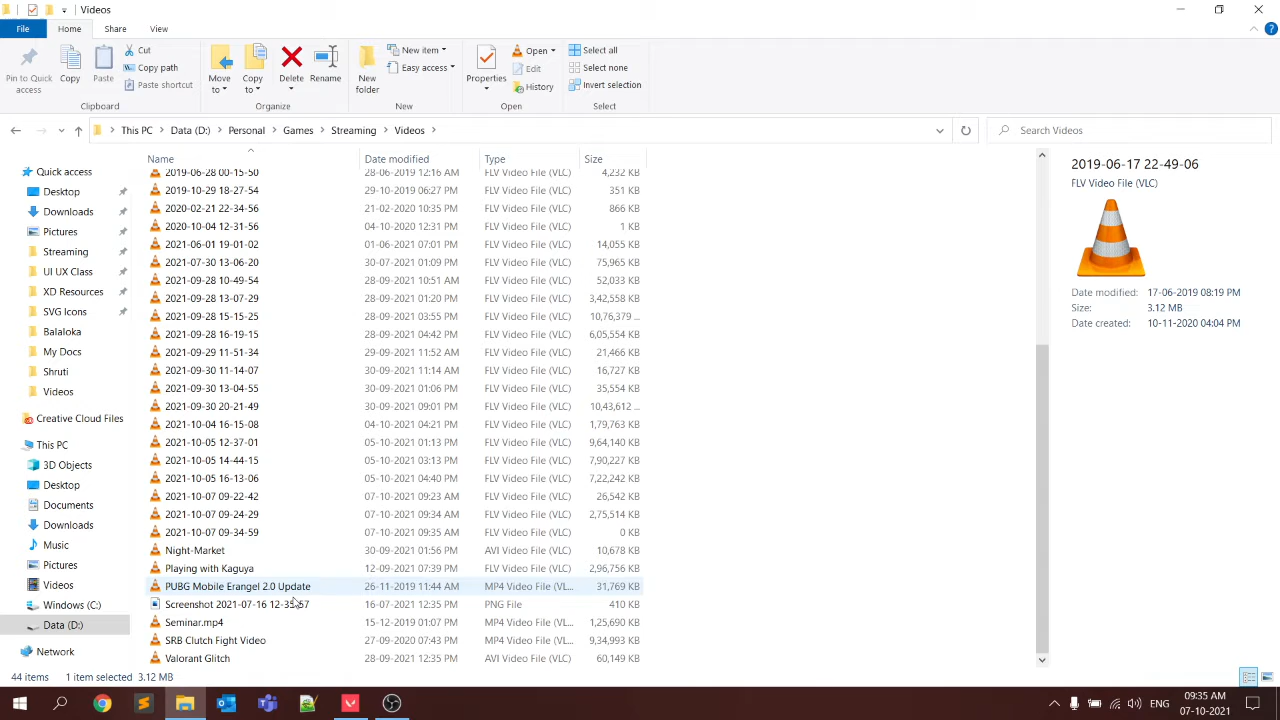 Videos
File Home Share View
Pin to Quick access Copy Paste Cut Copy path Paste shortcut Move to Copy to Delete Rename New folder New item Easy access Properties Open Edit History Select all Select none Invert selection
Clipboard Organize New Open Select
This PC Data (D:) Personal Games Streaming Videos Search Videos
Name Date modified Type Size
2019-06-28 00-15-50 28-06-2019 12:16 AM FLV Video File (VLC) 4,232 KB
2019-10-29 18-27-54 29-10-2019 06:27 PM FLV Video File (VLC) 351 KB
2020-02-21 22-34-56 21-02-2020 10:35 PM FLV Video File (VLC) 866 KB
2020-10-04 12-31-56 04-10-2020 12:31 PM FLV Video File (VLC) 1 KB
2021-06-01 19-01-02 01-06-2021 07:01 PM FLV Video File (VLC) 14,055 KB
2021-07-30 13-06-20 30-07-2021 01:09 PM FLV Video File (VLC) 75,965 KB
2021-09-28 10-49-54 28-09-2021 10:51 AM FLV Video File (VLC) 52,033 KB
2021-09-28 13-07-29 28-09-2021 01:20 PM FLV Video File (VLC) 3,42,558 KB
2021-09-28 15-15-25 28-09-2021 03:55 PM FLV Video File (VLC) 10,76,379 ...
2021-09-28 16-19-15 28-09-2021 04:42 PM FLV Video File (VLC) 6,05,554 KB
2021-09-29 11-51-34 29-09-2021 11:52 AM FLV Video File (VLC) 21,466 KB
2021-09-30 11-14-07 30-09-2021 11:14 AM FLV Video File (VLC) 16,727 KB
2021-09-30 13-04-55 30-09-2021 01:06 PM FLV Video File (VLC) 35,554 KB
2021-09-30 20-21-49 30-09-2021 09:01 PM FLV Video File (VLC) 10,43,612 ...
2021-10-04 16-15-08 04-10-2021 04:21 PM FLV Video File (VLC) 1,79,763 KB
2021-10-05 12-37-01 05-10-2021 01:13 PM FLV Video File (VLC) 9,64,140 KB
2021-10-05 14-44-15 05-10-2021 03:13 PM FLV Video File (VLC) 7,90,227 KB
2021-10-05 16-13-06 05-10-2021 04:40 PM FLV Video File (VLC) 7,22,242 KB
2021-10-07 09-22-42 07-10-2021 09:23 AM FLV Video File (VLC) 26,542 KB
2021-10-07 09-24-29 07-10-2021 09:34 AM FLV Video File (VLC) 2,75,514 KB
2021-10-07 09-34-59 07-10-2021 09:35 AM FLV Video File (VLC) 0 KB
Night-Market 30-09-2021 01:56 PM AVI Video File (VLC) 10,678 KB
Playing with Kaguya 12-09-2021 07:39 PM FLV Video File (VLC) 2,96,756 KB
PUBG Mobile Erangel 2.0 Update 26-11-2019 11:44 AM MP4 Video File (VL... 31,769 KB
Screenshot 2021-07-16 12-35-57 16-07-2021 12:35 PM PNG File 410 KB
Seminar.mp4 15-12-2019 01:07 PM MP4 Video File (VL... 1,25,690 KB
SRB Clutch Fight Video 27-09-2020 07:43 PM MP4 Video File (VL... 9,34,993 KB
Valorant Glitch 28-09-2021 12:35 PM AVI Video File (VLC) 60,149 KB
Quick access
Desktop
Downloads
Pictures
Streaming
UI UX Class
XD Resources
SVG Icons
Balaloka
My Docs
Shruti
Videos
Creative Cloud Files
This PC
3D Objects
Desktop
Documents
Downloads
Music
Pictures
Videos
Windows (C:)
Data (D:)
Network
2019-06-17 22-49-06
FLV Video File (VLC)
Date modified: 17-06-2019 08:19 PM
Size: 3.12 MB
Date created: 10-11-2020 04:04 PM
44 items 1 item selected 3.12 MB
ENG 09:35 AM
07-10-2021